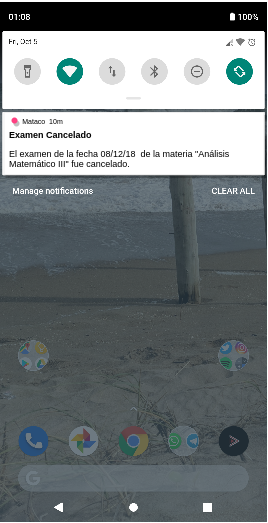 01:08 100%
Fri, Oct 5
Mataco 10m
Examen Cancelado
El examen de la fecha 08/12/18 de la materia "Análisis
Matemático III" fue cancelado.
Manage notifications CLEAR ALL